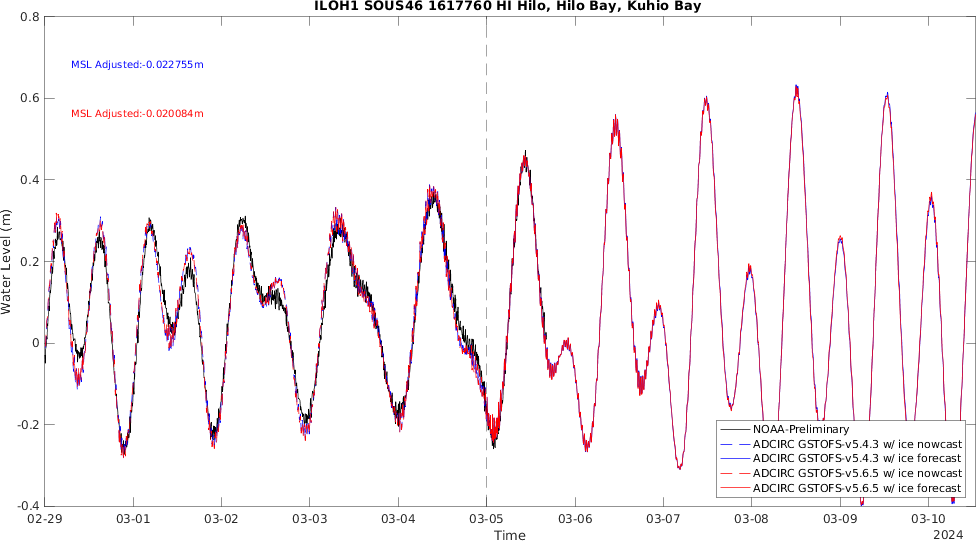 ILOH1 SOUS46 1617760 HI Hilo, Hilo Bay, Kuhio Bay
0.8
MSL Adjusted:-0.022755m
0.6
MSL Adjusted:-0.020084m
0.4
Water Level (m)
0.2
0
-0.2
NOAA-Preliminary
ADCIRC GSTOFS-v5.4.3 w/ ice nowcast
ADCIRC GSTOFS-v5.4.3 w/ ice forecast
ADCIRC GSTOFS-v5.6.5 w/ ice nowcast
ADCIRC GSTOFS-v5.6.5 w/ ice forecast
-0.4
02-29 03-01 03-02 03-03 03-04 03-05 03-06 03-07 03-08 03-09 03-10
Time
2024